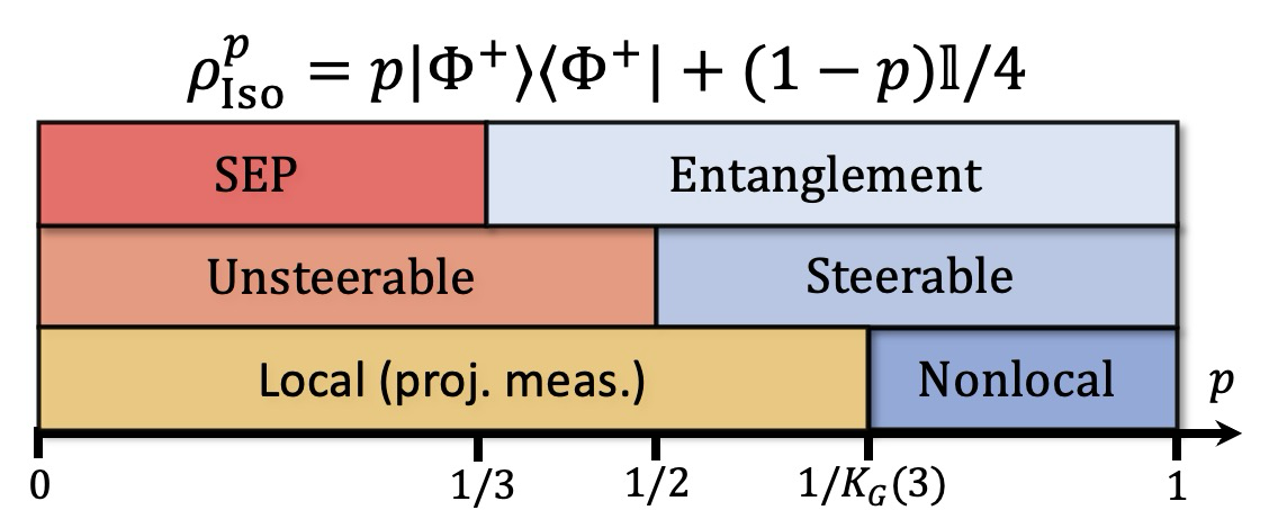 ρ^p_Iso = p|Φ⁺⟩⟨Φ⁺| + (1 − p)𝟙/4
SEP Entanglement
Unsteerable Steerable
Local (proj. meas.) Nonlocal p
0 1/3 1/2 1/K_G(3) 1